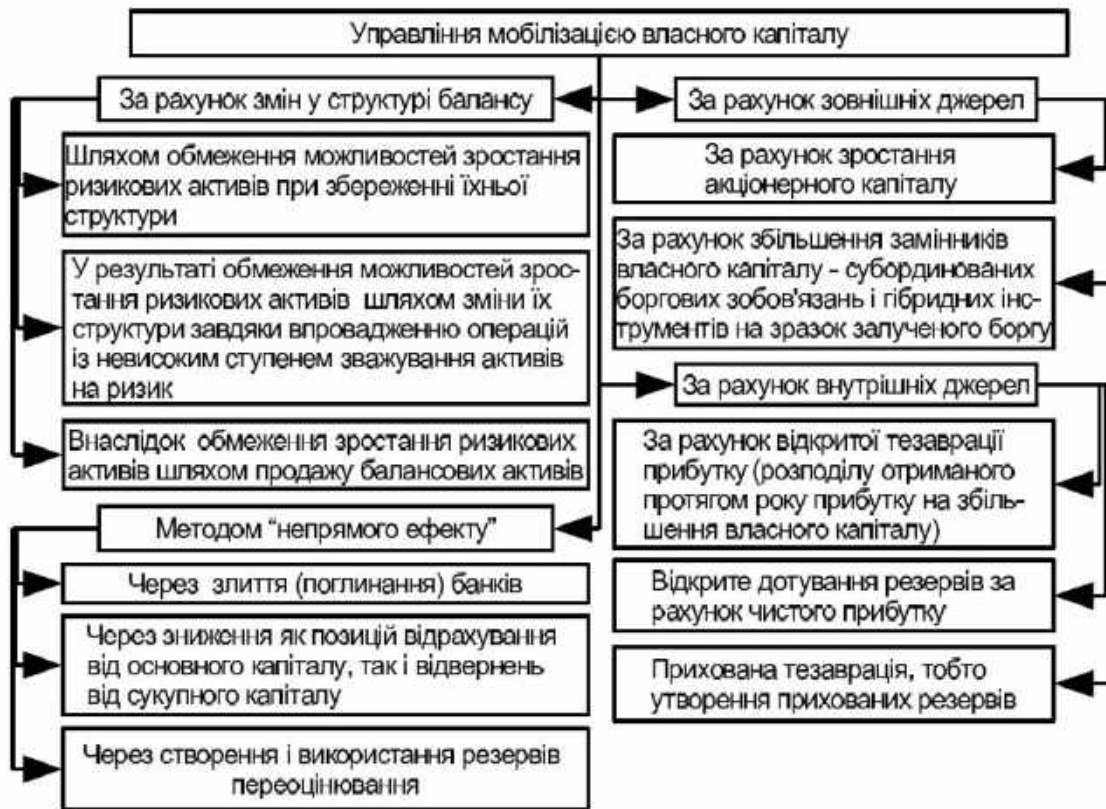 Управління мобілізацією власного капіталу
За рахунок змін у структурі балансу
Шляхом обмеження можливостей зростання
ризикових активів при збереженні їхньої
структури
У результаті обмеження можливостей зрос-
тання ризикових активів шляхом зміни їх
структури завдяки впровадженню операцій
із невисоким ступенем зважування активів
на ризик
Внаслідок обмеження зростання ризикових
активів шляхом продажу балансових активів
Методом “непрямого ефекту”
Через злиття (поглинання) банків
Через зниження як позицій відрахування
від основного капіталу, так і відвернень
від сукупного капіталу
Через створення і використання резервів
переоцінювання
За рахунок зовнішніх джерел
За рахунок зростання
акціонерного капіталу
За рахунок збільшення замінників
власного капіталу - субординованих
боргових зобов'язань і гібридних інс-
трументів на зразок залученого боргу
За рахунок внутрішніх джерел
За рахунок відкритої тезаврації
прибутку (розподілу отриманого
протягом року прибутку на збіль-
шення власного капіталу)
Відкрите дотування резервів за
рахунок чистого прибутку
Прихована тезаврація, тобто
утворення прихованих резервів